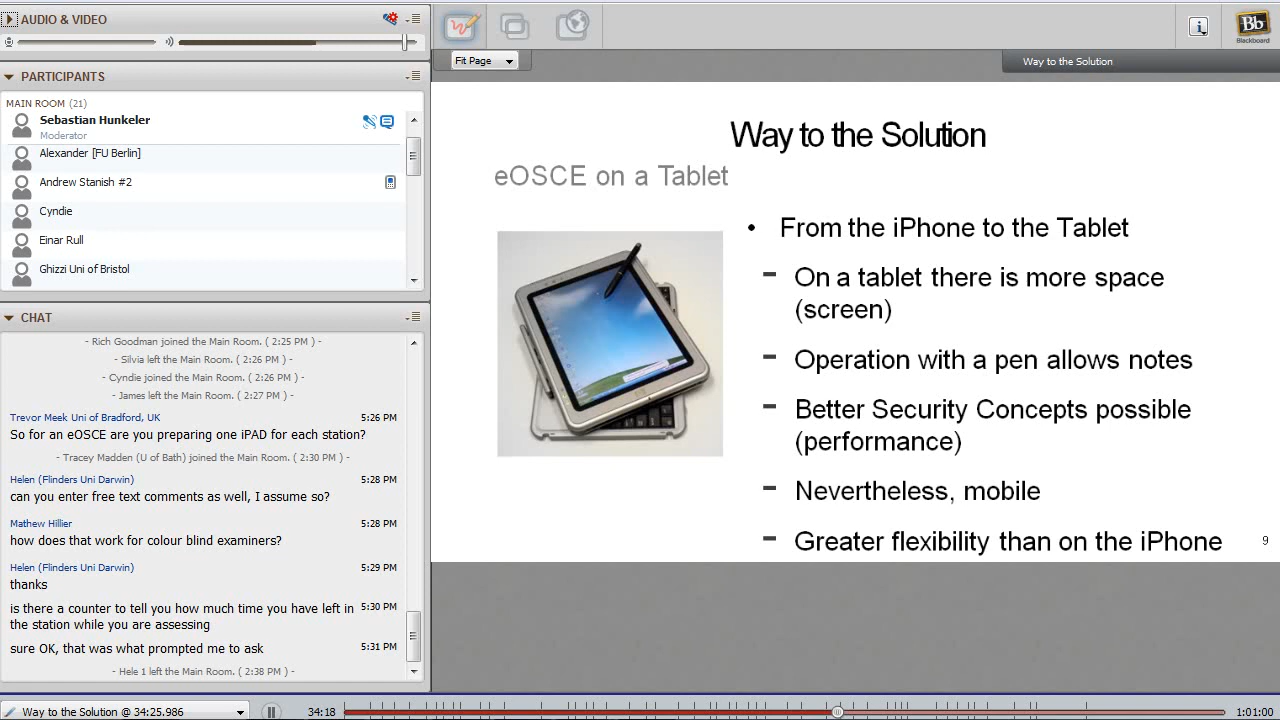 AUDIO & VIDEO
PARTICIPANTS
MAIN ROOM (21)
Sebastian Hunkeler
Moderator
Alexander [FU Berlin]
Andrew Stanish #2
Cyndie
Einar Rull
Ghizzi Uni of Bristol
CHAT
- Rich Goodman joined the Main Room. ( 2:25 PM ) -
- Silvia left the Main Room. ( 2:26 PM ) -
- Cyndie joined the Main Room. ( 2:26 PM ) -
- James left the Main Room. ( 2:27 PM ) -
Trevor Meek Uni of Bradford, UK 5:26 PM
So for an eOSCE are you preparing one iPAD for each station?
- Tracey Madden (U of Bath) joined the Main Room. ( 2:30 PM ) -
Helen (Flinders Uni Darwin) 5:28 PM
can you enter free text comments as well, I assume so?
Mathew Hillier 5:28 PM
how does that work for colour blind examiners?
Helen (Flinders Uni Darwin) 5:29 PM
thanks
is there a counter to tell you how much time you have left in 5:30 PM
the station while you are assessing
sure OK, that was what prompted me to ask 5:31 PM
- Hele 1 left the Main Room. ( 2:38 PM ) -
Bb
Blackboard
Fit Page
Way to the Solution
Way to the Solution
eOSCE on a Tablet
• From the iPhone to the Tablet
- On a tablet there is more space
(screen)
- Operation with a pen allows notes
- Better Security Concepts possible
(performance)
- Nevertheless, mobile
- Greater flexibility than on the iPhone
9
Way to the Solution @ 34:25.986
34:18
1:01:00